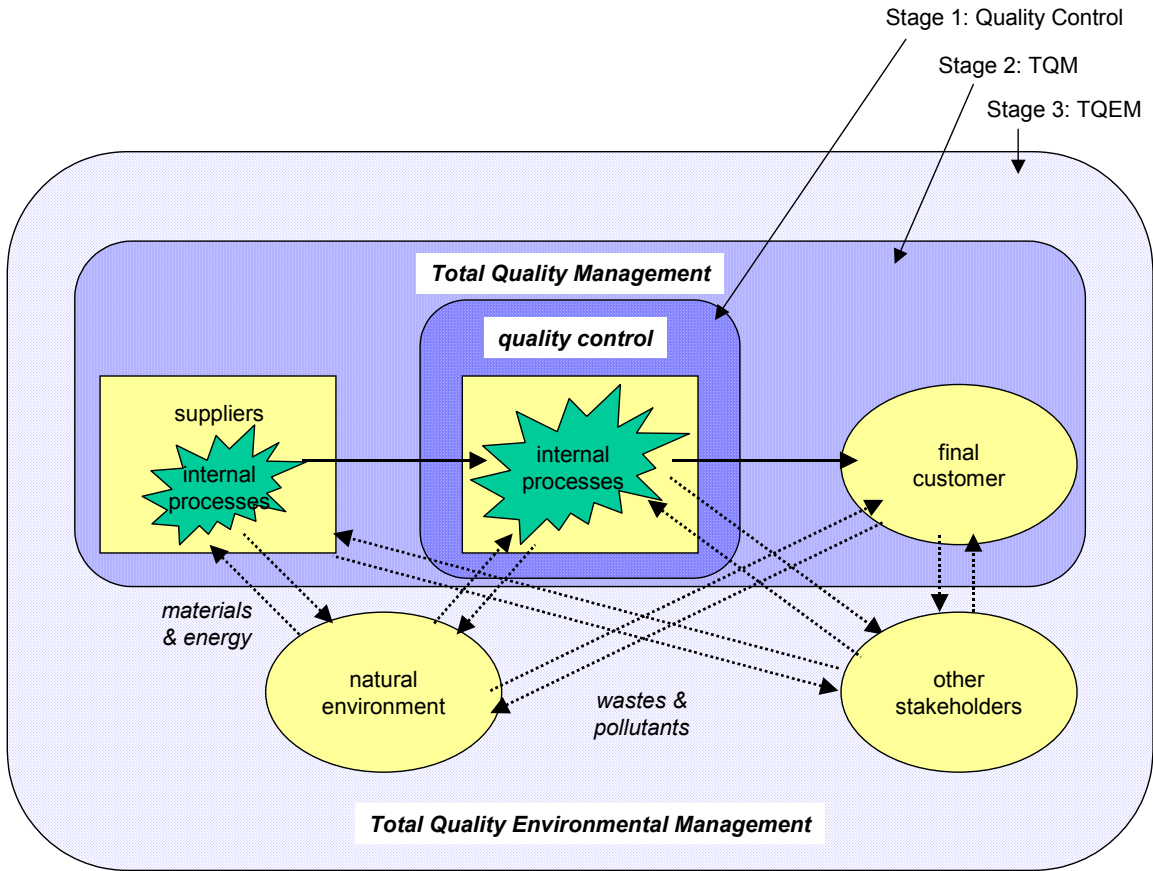 Stage 1: Quality Control
Stage 2: TQM
Stage 3: TQEM
Total Quality Management
quality control
suppliers
internal
processes
internal
processes
final
customer
materials
& energy
natural
environment
wastes &
pollutants
other
stakeholders
Total Quality Environmental Management